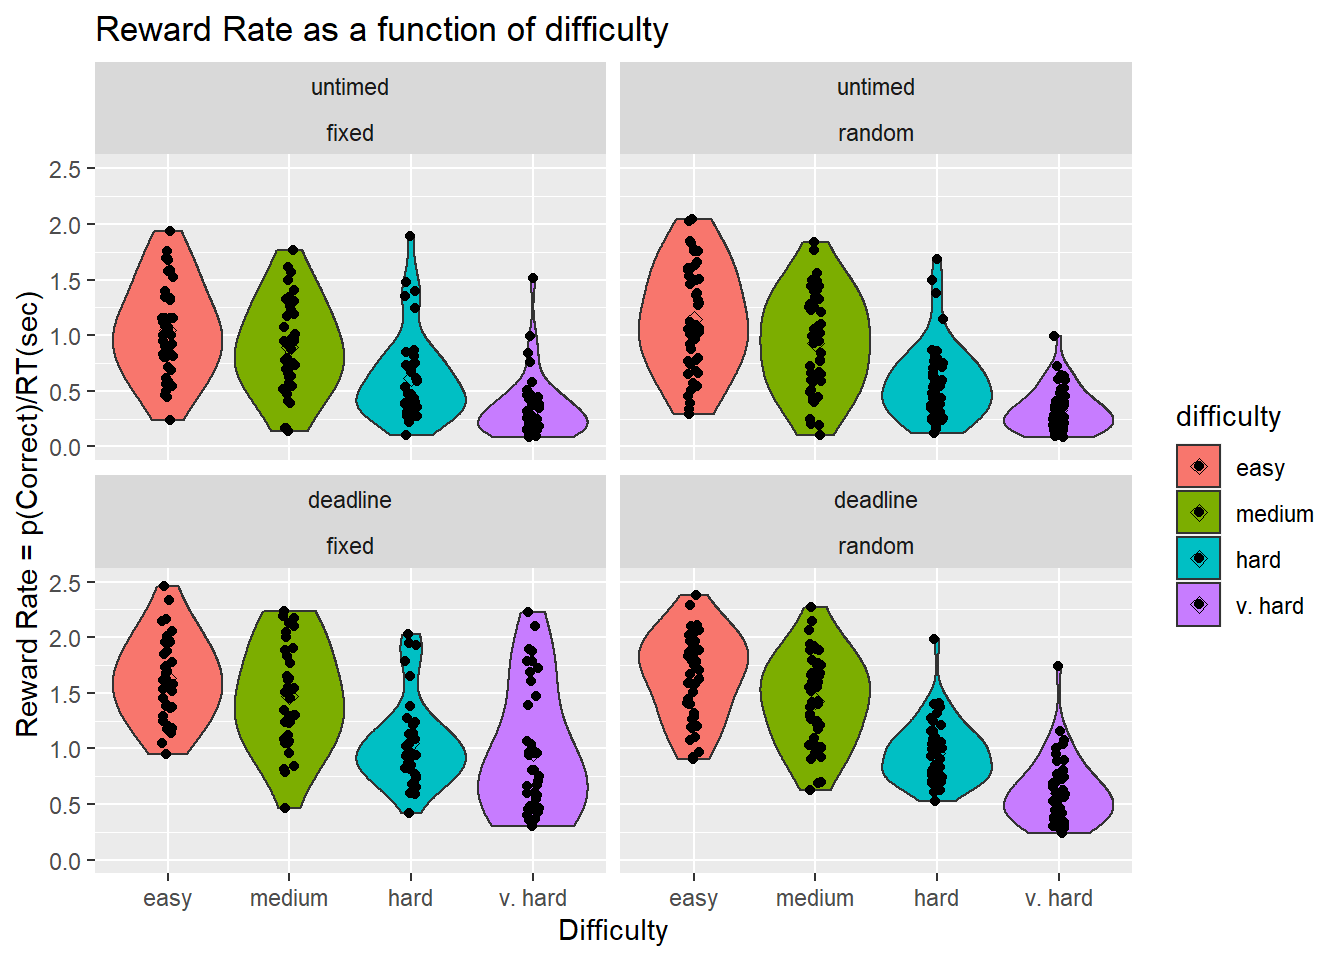 Reward Rate as a function of difficulty
untimed
fixed
untimed
random
2.5
2.0
1.5
1.0
0.5
0.0
deadline
fixed
deadline
random
2.5
2.0
1.5
1.0
0.5
0.0
easy
medium
hard
v. hard
easy
medium
hard
v. hard
Difficulty
Reward Rate = p(Correct)/RT(sec)
difficulty
easy
medium
hard
v. hard